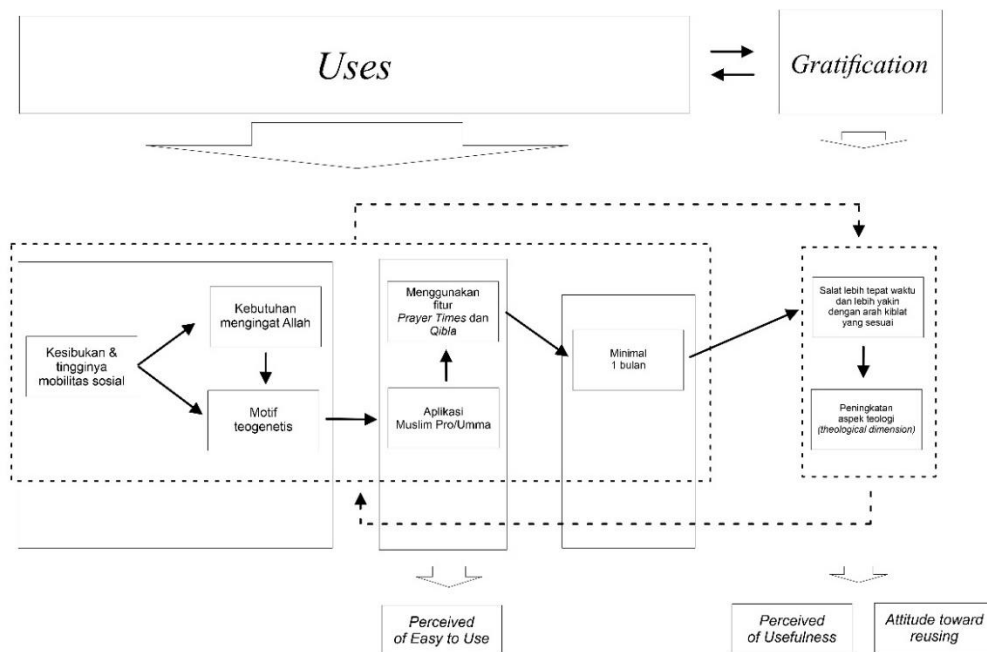 Uses
Gratification
Kesibukan &
tingginya
mobilitas sosial
Kebutuhan
mengingat Allah
Motif
teogenetis
Menggunakan
fitur
Prayer Times dan
Qibla
Aplikasi
Muslim Pro/Umma
Minimal
1 bulan
Salat lebih tepat waktu
dan lebih yakin
dengan arah kiblat
yang sesuai
Peningkatan
aspek teologi
(theological dimension)
Perceived
of Easy to Use
Perceived
of Usefulness
Attitude toward
reusing